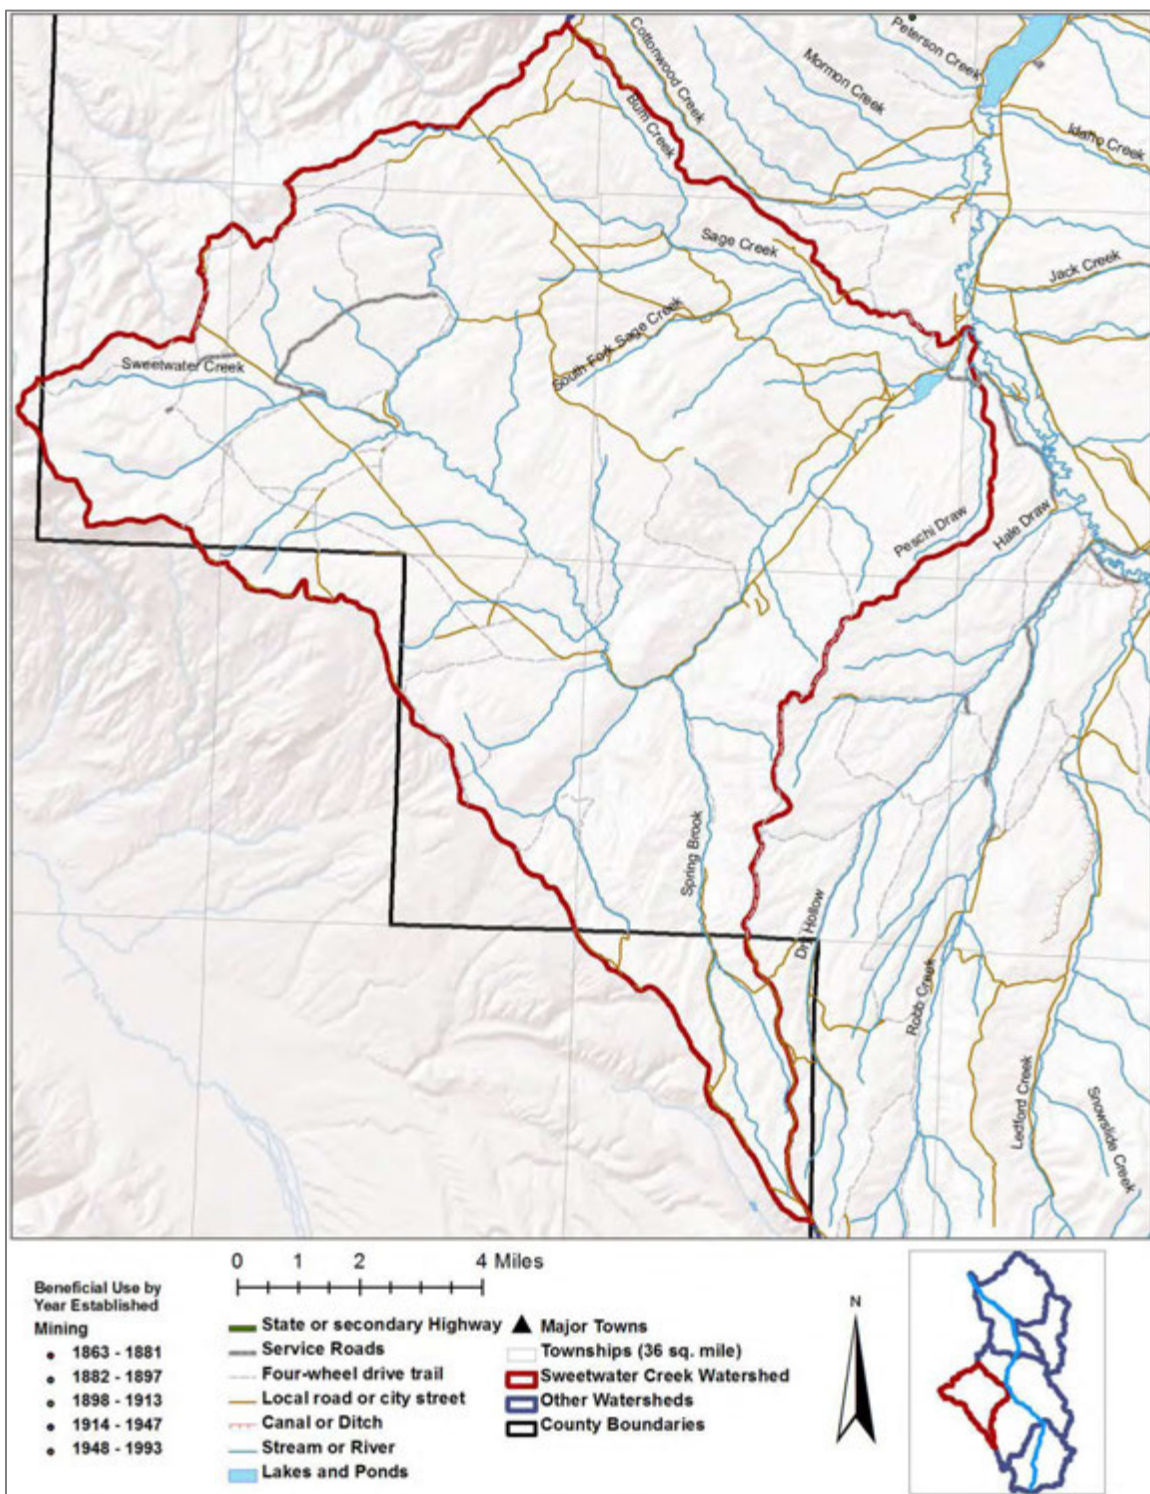 Peterson Creek
Cottonwood Creek
Mormon Creek
Bum Creek
Idaho Creek
Sage Creek
Jack Creek
South Fork Sage Creek
Sweetwater Creek
Peschi Draw
Hale Draw
Spring Brook
Dry Hollow
Robb Creek
Ledford Creek
Snowslide Creek
0 1 2 4 Miles
Beneficial Use by
Year Established
Mining
1863 - 1881
1882 - 1897
1898 - 1913
1914 - 1947
1948 - 1993
State or secondary Highway
Service Roads
Four-wheel drive trail
Local road or city street
Canal or Ditch
Stream or River
Lakes and Ponds
Major Towns
Townships (36 sq. mile)
Sweetwater Creek Watershed
Other Watersheds
County Boundaries
N